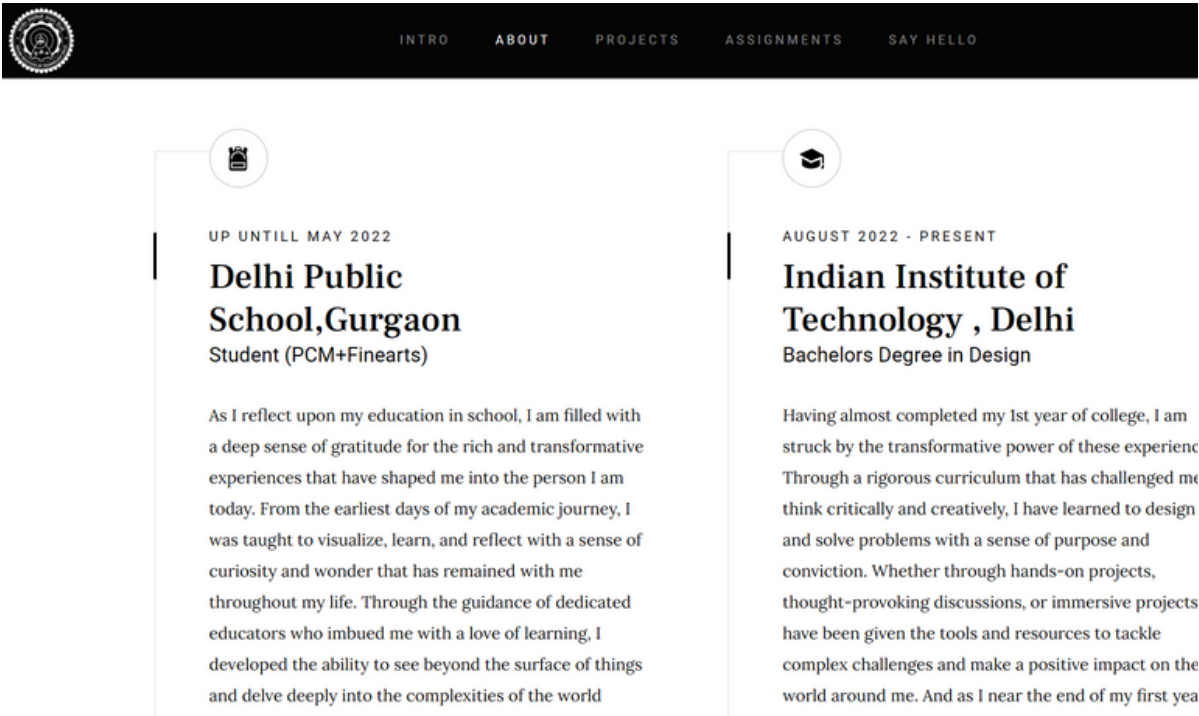 INTRO ABOUT PROJECTS ASSIGNMENTS SAY HELLO
UP UNTILL MAY 2022
Delhi Public
School,Gurgaon
Student (PCM+Finearts)
As I reflect upon my education in school, I am filled with
a deep sense of gratitude for the rich and transformative
experiences that have shaped me into the person I am
today. From the earliest days of my academic journey, I
was taught to visualize, learn, and reflect with a sense of
curiosity and wonder that has remained with me
throughout my life. Through the guidance of dedicated
educators who imbued me with a love of learning, I
developed the ability to see beyond the surface of things
and delve deeply into the complexities of the world
AUGUST 2022 - PRESENT
Indian Institute of
Technology , Delhi
Bachelors Degree in Design
Having almost completed my 1st year of college, I am
struck by the transformative power of these experienc
Through a rigorous curriculum that has challenged me
think critically and creatively, I have learned to design
and solve problems with a sense of purpose and
conviction. Whether through hands-on projects,
thought-provoking discussions, or immersive projects
have been given the tools and resources to tackle
complex challenges and make a positive impact on the
world around me. And as I near the end of my first yea